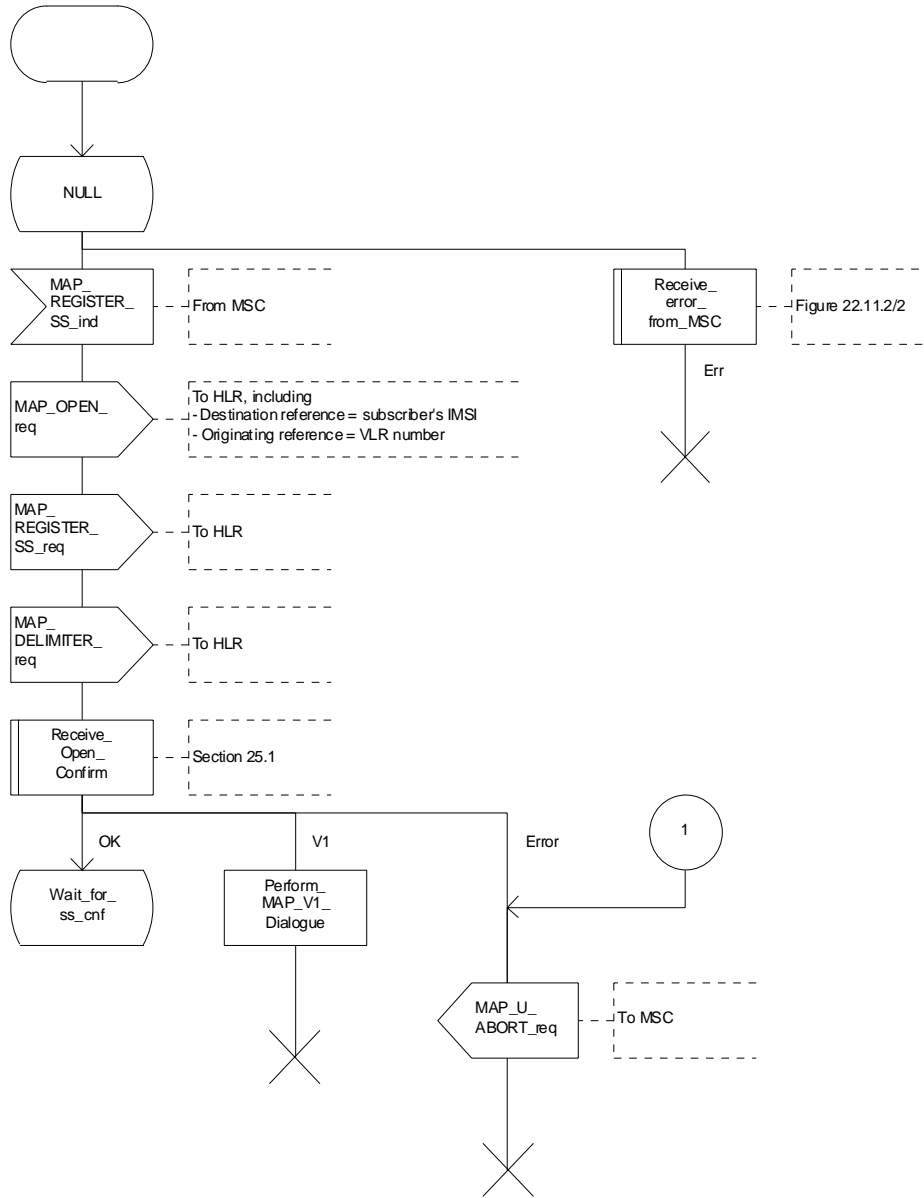 NULL
MAP_
REGISTER_
SS_ind
From MSC
Receive_
error_
from_MSC
Figure 22.11.2/2
Err
MAP_OPEN_
req
To HLR, including
- Destination reference = subscriber's IMSI
- Originating reference = VLR number
MAP_
REGISTER_
SS_req
To HLR
MAP_
DELIMITER_
req
To HLR
Receive_
Open_
Confirm
Section 25.1
OK
V1
Error
1
Wait_for_
ss_cnf
Perform_
MAP_V1_
Dialogue
MAP_U_
ABORT_req
To MSC